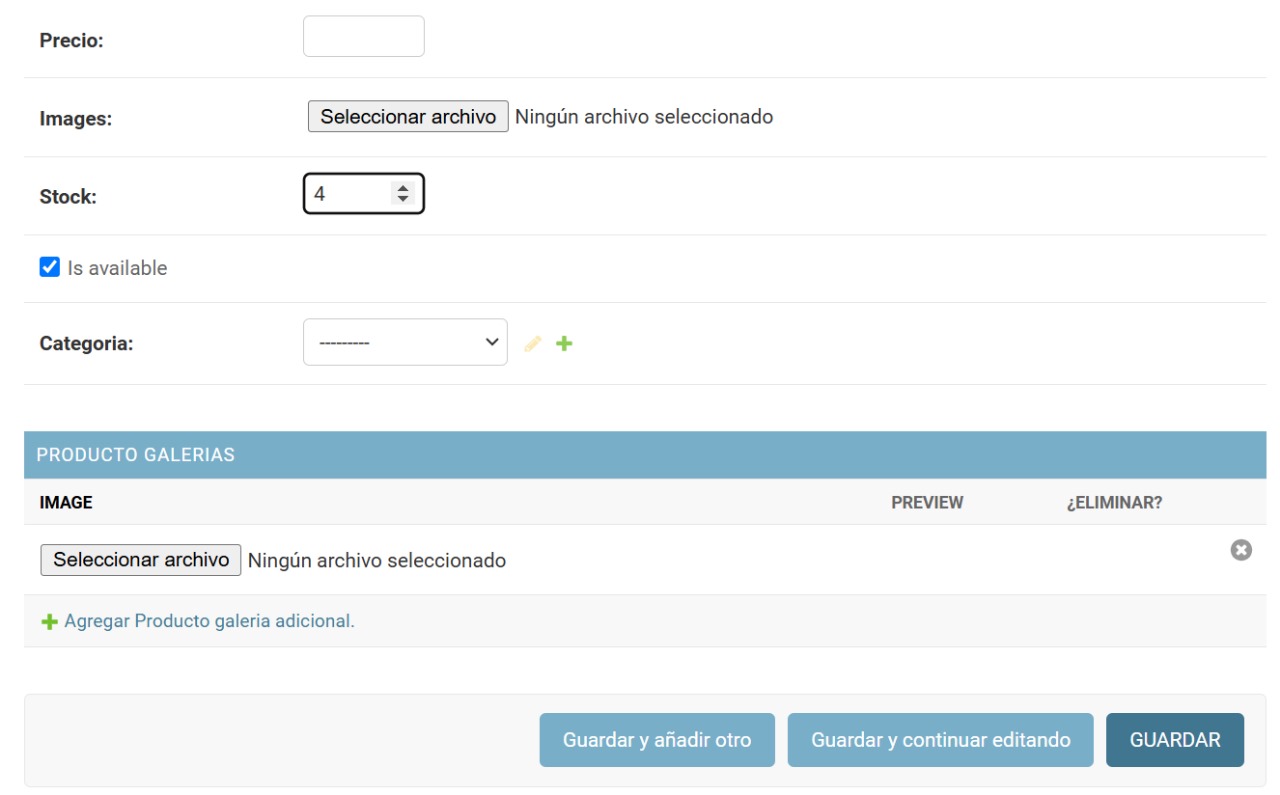 Precio:
Images: Seleccionar archivo Ningún archivo seleccionado
Stock: 4
Is available
Categoria: ---------
PRODUCTO GALERIAS
IMAGE PREVIEW ¿ELIMINAR?
Seleccionar archivo Ningún archivo seleccionado
Agregar Producto galeria adicional.
Guardar y añadir otro Guardar y continuar editando GUARDAR